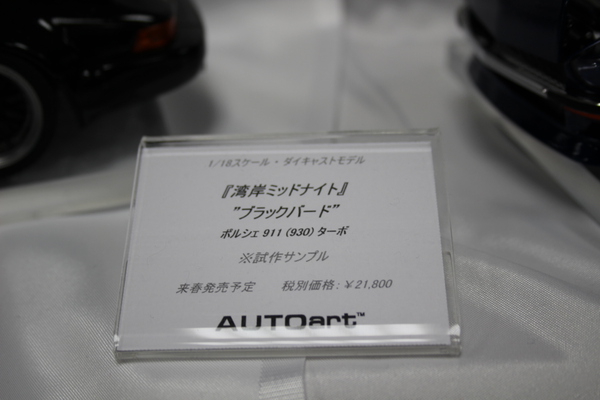 1/18スケール・ダイキャストモデル
『湾岸ミッドナイト』
”ブラックバード”
ポルシェ 911 (930) ターボ
※試作サンプル
来春発売予定　税別価格：￥21,800
AUTOart™